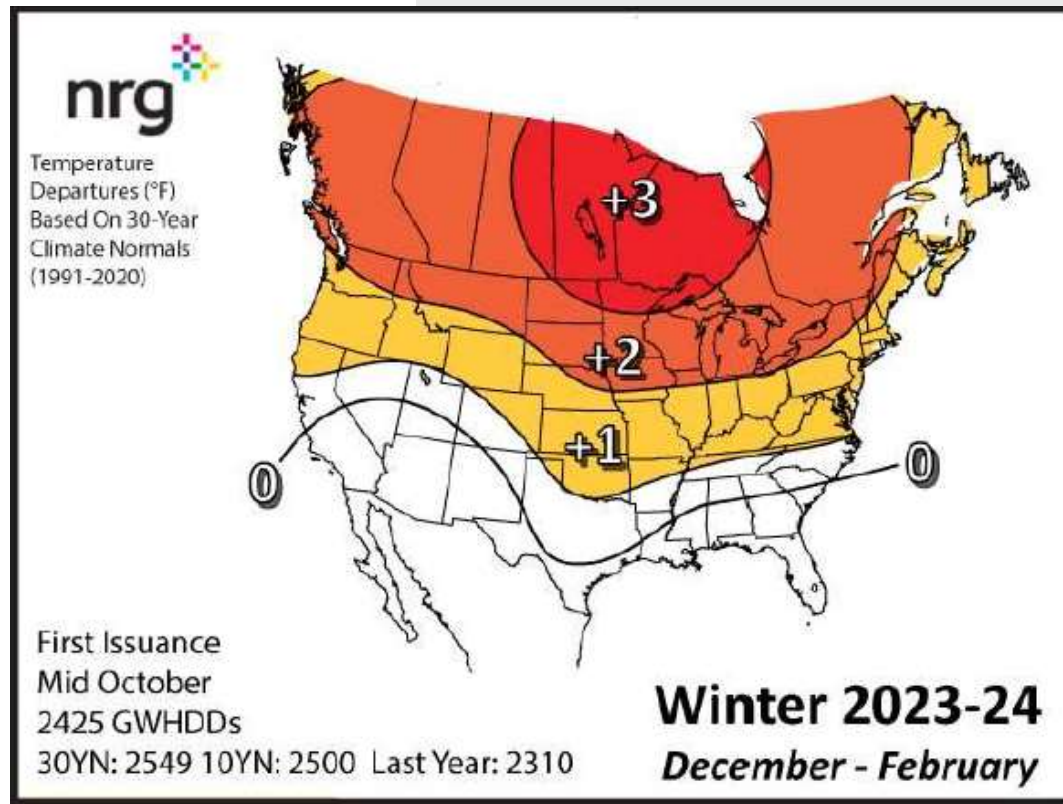 nrg
Temperature
Departures (°F)
Based On 30-Year
Climate Normals
(1991-2020)
+3
+2
+1
0
0
First Issuance
Mid October
2425 GWHDDs
30YN: 2549 10YN: 2500 Last Year: 2310
Winter 2023-24
December - February